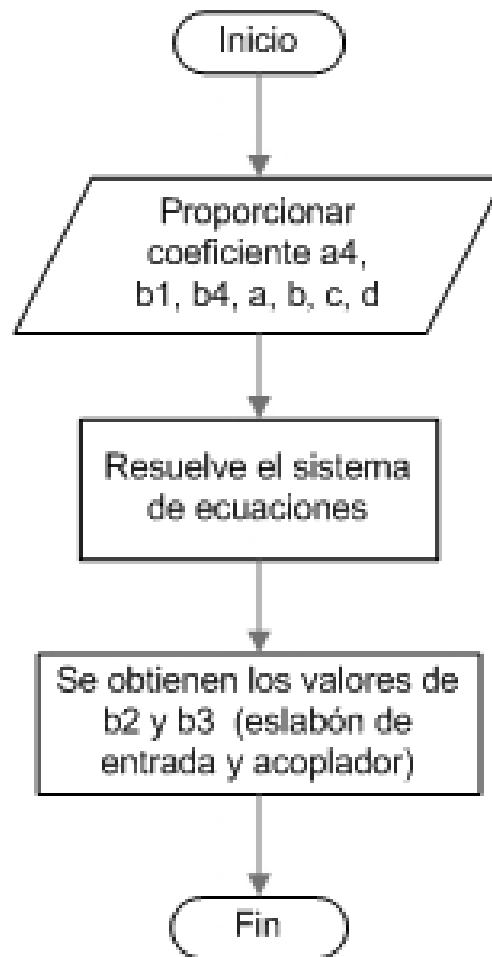 Inicio
Proporcionar
coeficiente a4,
b1, b4, a, b, c, d
Resuelve el sistema
de ecuaciones
Se obtienen los valores de
b2 y b3 (eslabón de
entrada y acoplador)
Fin